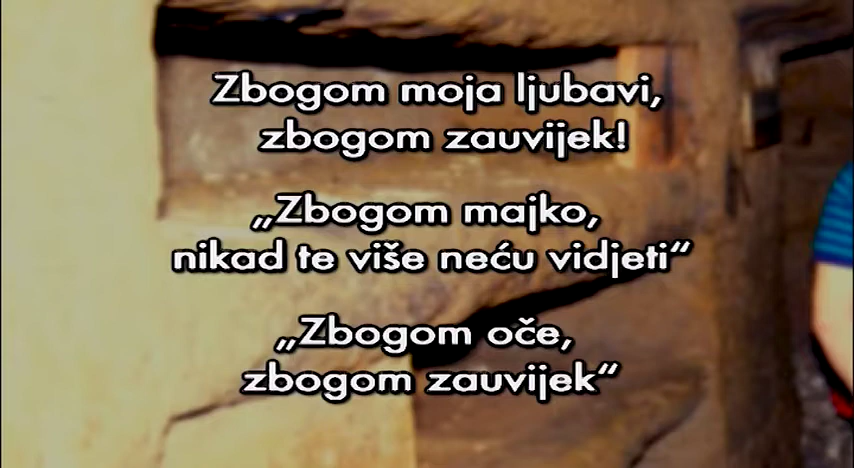 Zbogom moja ljubavi,
zbogom zauvijek!
„Zbogom majko,
nikad te više neću vidjeti“
„Zbogom oče,
zbogom zauvijek“